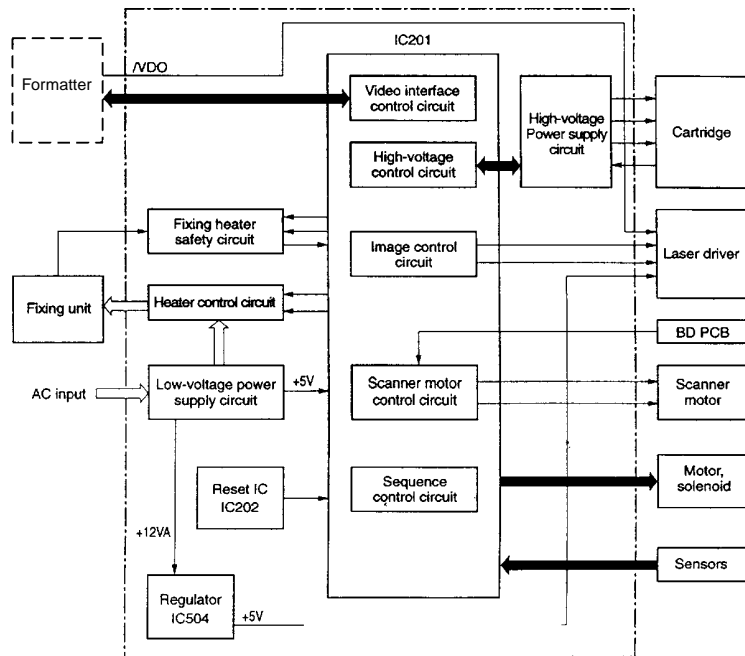 IC201
Formatter
/VDO
Video interface
control circuit
High-voltage
Power supply
circuit
Cartridge
High-voltage
control circuit
Fixing heater
safety circuit
Image control
circuit
Laser driver
Fixing unit
Heater control circuit
BD PCB
AC input
Low-voltage power
supply circuit
+5V
Scanner motor
control circuit
Scanner
motor
Reset IC
IC202
Sequence
control circuit
Motor,
solenoid
+12VA
Sensors
Regulator
IC504
+5V